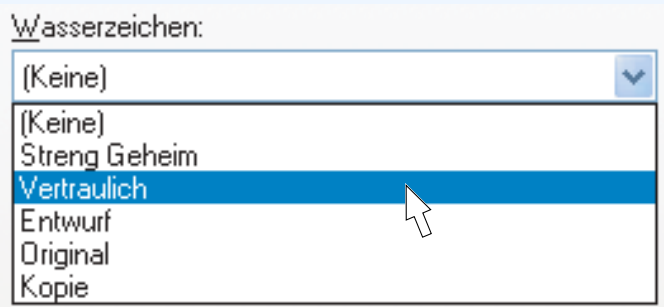 Wasserzeichen:
(Keine)
(Keine)
Streng Geheim
Vertraulich
Entwurf
Original
Kopie